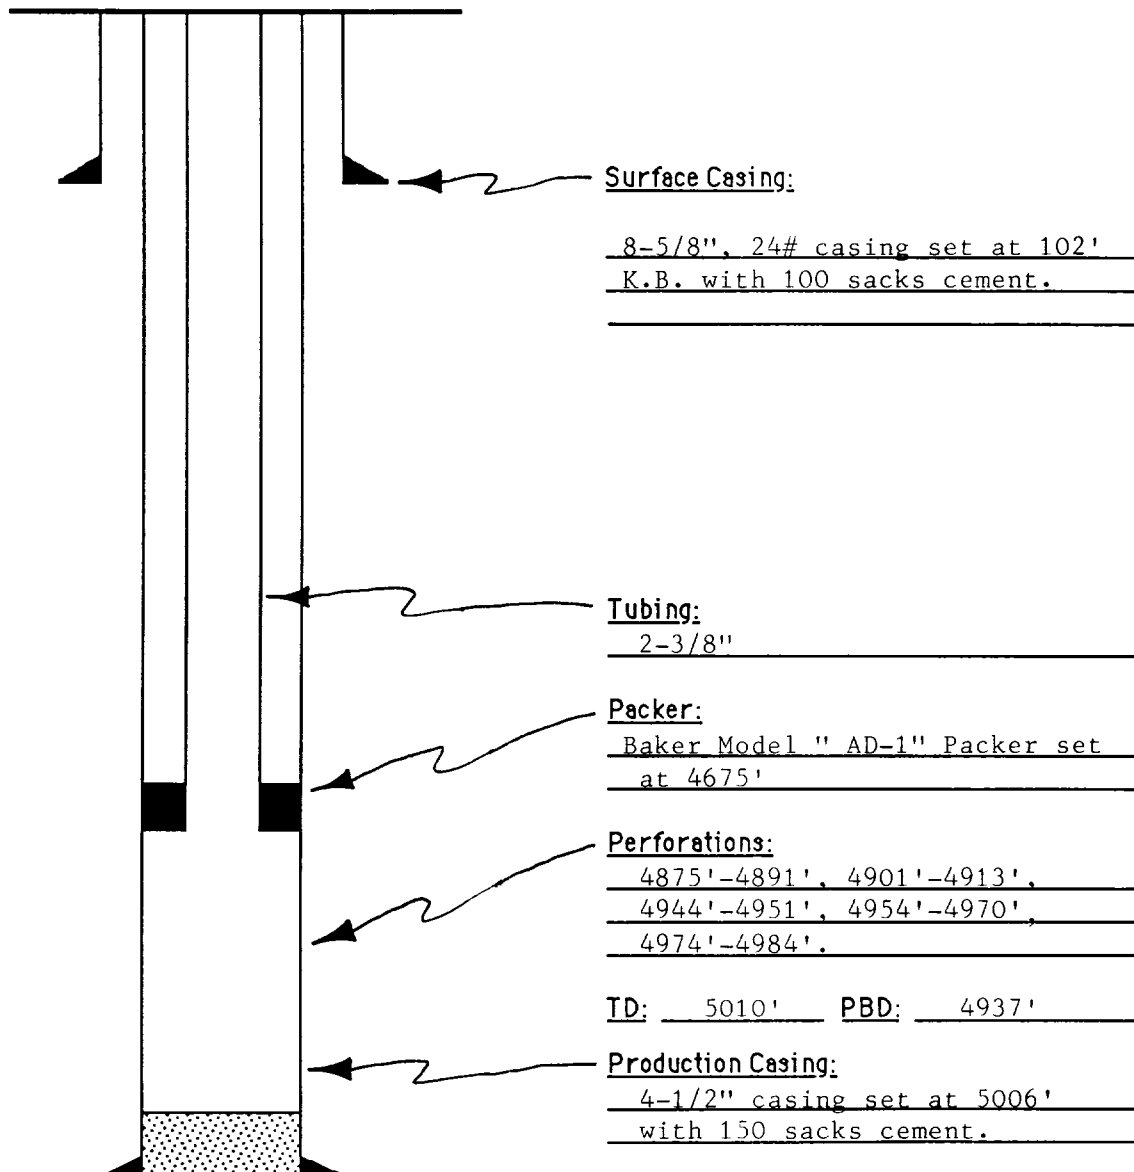 Surface Casing:
8-5/8", 24# casing set at 102'
K.B. with 100 sacks cement.
Tubing:
2-3/8"
Packer:
Baker Model " AD-1" Packer set
at 4675'
Perforations:
4875'-4891', 4901'-4913',
4944'-4951', 4954'-4970',
4974'-4984'.
TD: 5010' PBD: 4937'
Production Casing:
4-1/2" casing set at 5006'
with 150 sacks cement.